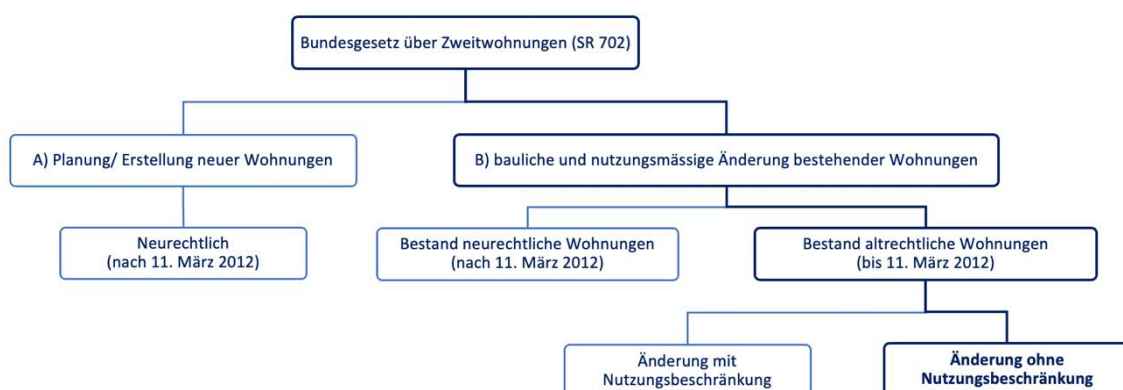 Bundesgesetz über Zweitwohnungen (SR 702)
A) Planung/ Erstellung neuer Wohnungen
B) bauliche und nutzungsmässige Änderung bestehender Wohnungen
Neurechtlich
(nach 11. März 2012)
Bestand neurechtliche Wohnungen
(nach 11. März 2012)
Bestand altrechtliche Wohnungen
(bis 11. März 2012)
Änderung mit
Nutzungsbeschränkung
Änderung ohne
Nutzungsbeschränkung